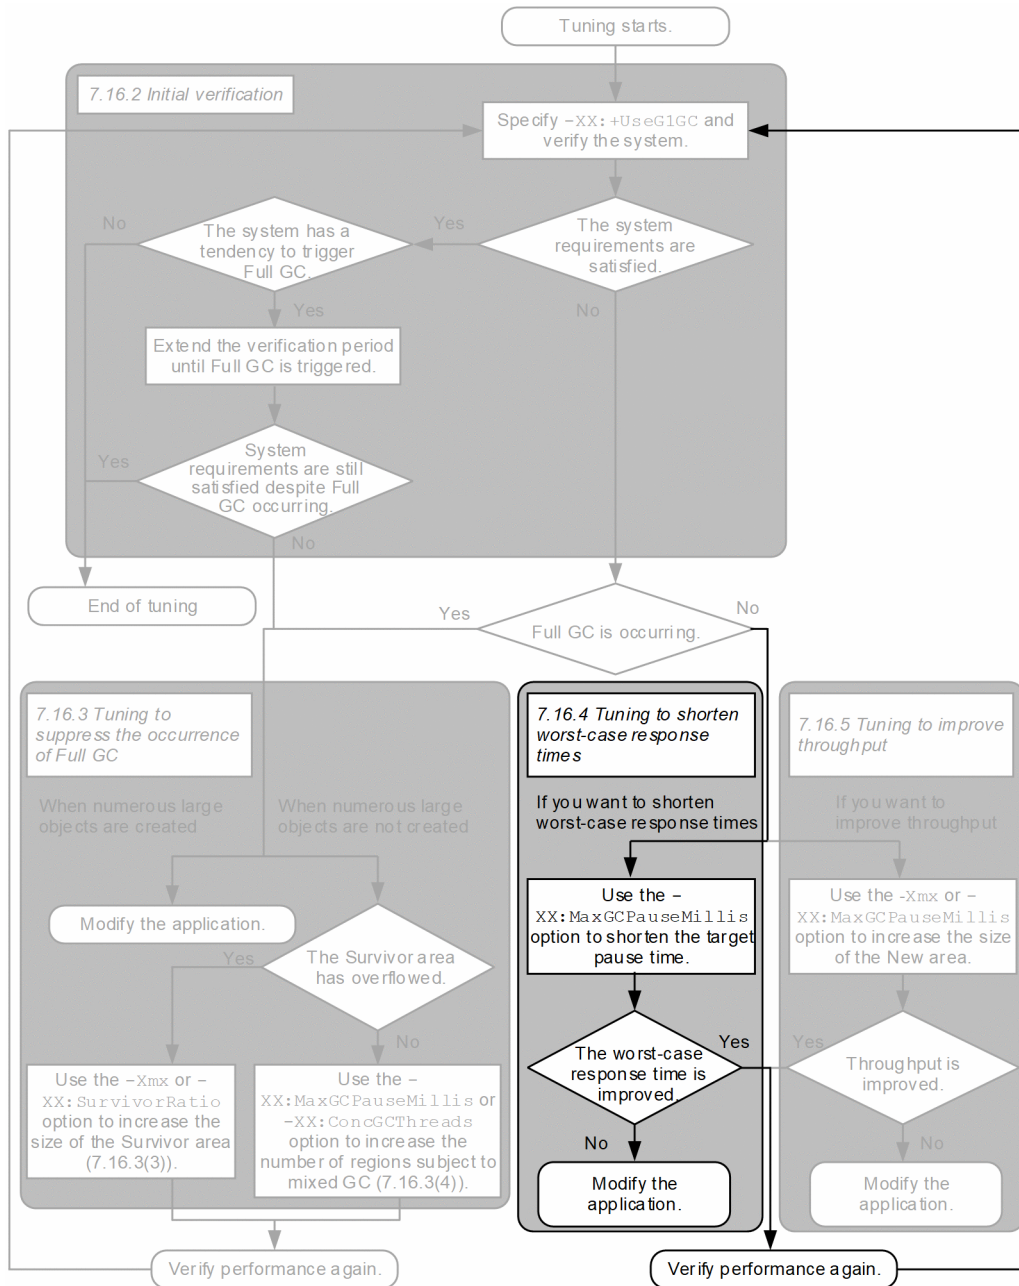 Tuning starts.
7.16.2 Initial verification
Specify –XX:+UseG1GC and
verify the system.
No
The system has a
tendency to trigger
Full GC.
Yes
The system
requirements are
satisfied.
Yes
No
Extend the verification period
until Full GC is triggered.
System
requirements are still
satisfied despite Full
GC occurring.
Yes
No
End of tuning
Yes
No
Full GC is occurring.
7.16.3 Tuning to
suppress the occurrence
of Full GC
When numerous large
objects are created
When numerous large
objects are not created
Modify the application.
The Survivor area
has overflowed.
Yes
No
Use the –Xmx or –
XX:SurvivorRatio
option to increase the
size of the Survivor area
(7.16.3(3)).
Use the –
XX:MaxGCPauseMillis or
–XX:ConcGCThreads
option to increase the
number of regions subject to
mixed GC (7.16.3(4)).
Verify performance again.
7.16.4 Tuning to shorten
worst-case response
times
If you want to shorten
worst-case response times
Use the –
XX:MaxGCPauseMillis
option to shorten the target
pause time.
Yes
The worst-case
response time is
improved.
No
Modify the
application.
7.16.5 Tuning to improve
throughput
If you want to
improve throughput
Use the -Xmx or –
XX:MaxGCPauseMillis
option to increase the size
of the New area.
Yes
Throughput is
improved.
No
Modify the
application.
Verify performance again.